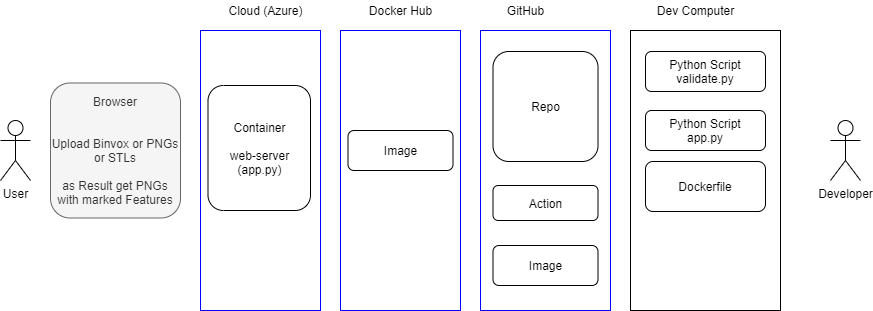 Cloud (Azure)
Docker Hub
GitHub
Dev Computer
User
Browser
Upload Binvox or PNGs
or STLs
as Result get PNGs
with marked Features
Container
web-server
(app.py)
Image
Repo
Action
Image
Python Script
validate.py
Python Script
app.py
Dockerfile
Developer